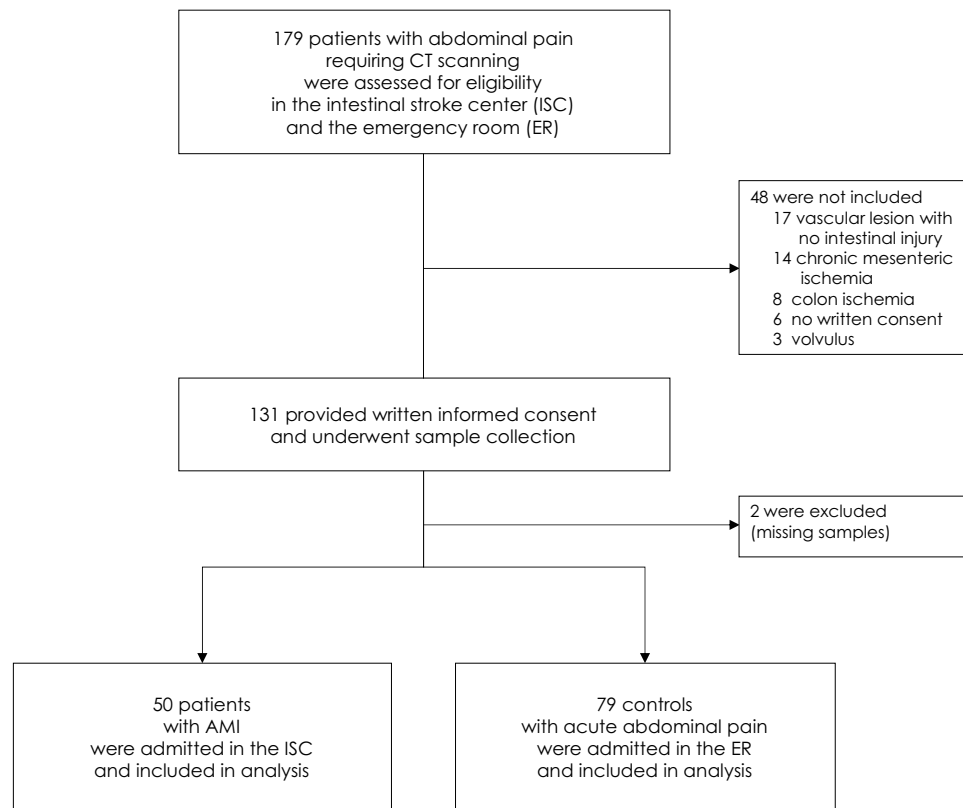 179 patients with abdominal pain
requiring CT scanning
were assessed for eligibility
in the intestinal stroke center (ISC)
and the emergency room (ER)
48 were not included
17 vascular lesion with
no intestinal injury
14 chronic mesenteric
ischemia
8 colon ischemia
6 no written consent
3 volvulus
131 provided written informed consent
and underwent sample collection
2 were excluded
(missing samples)
50 patients
with AMI
were admitted in the ISC
and included in analysis
79 controls
with acute abdominal pain
were admitted in the ER
and included in analysis